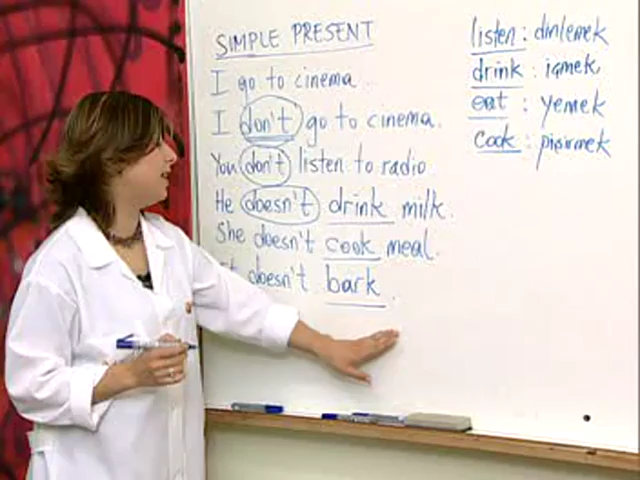 SIMPLE PRESENT
I go to cinema.
I don't go to cinema.
You don't listen to radio
He doesn't drink milk.
She doesn't cook meal.
doesn't bark.
listen : dinlemek
drink : içmek
eat : yemek
cook : pişirmek